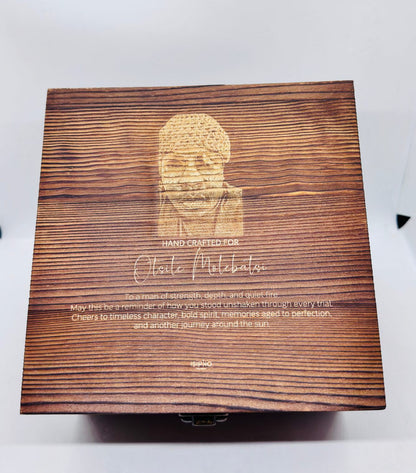 HAND CRAFTED FOR
Olsile Molebatsi
To a man of strength, depth, and quiet fire.
May this be a reminder of how you stood unshaken through every trial.
Cheers to timeless character, bold spirit, memories aged to perfection,
and another journey around the sun.